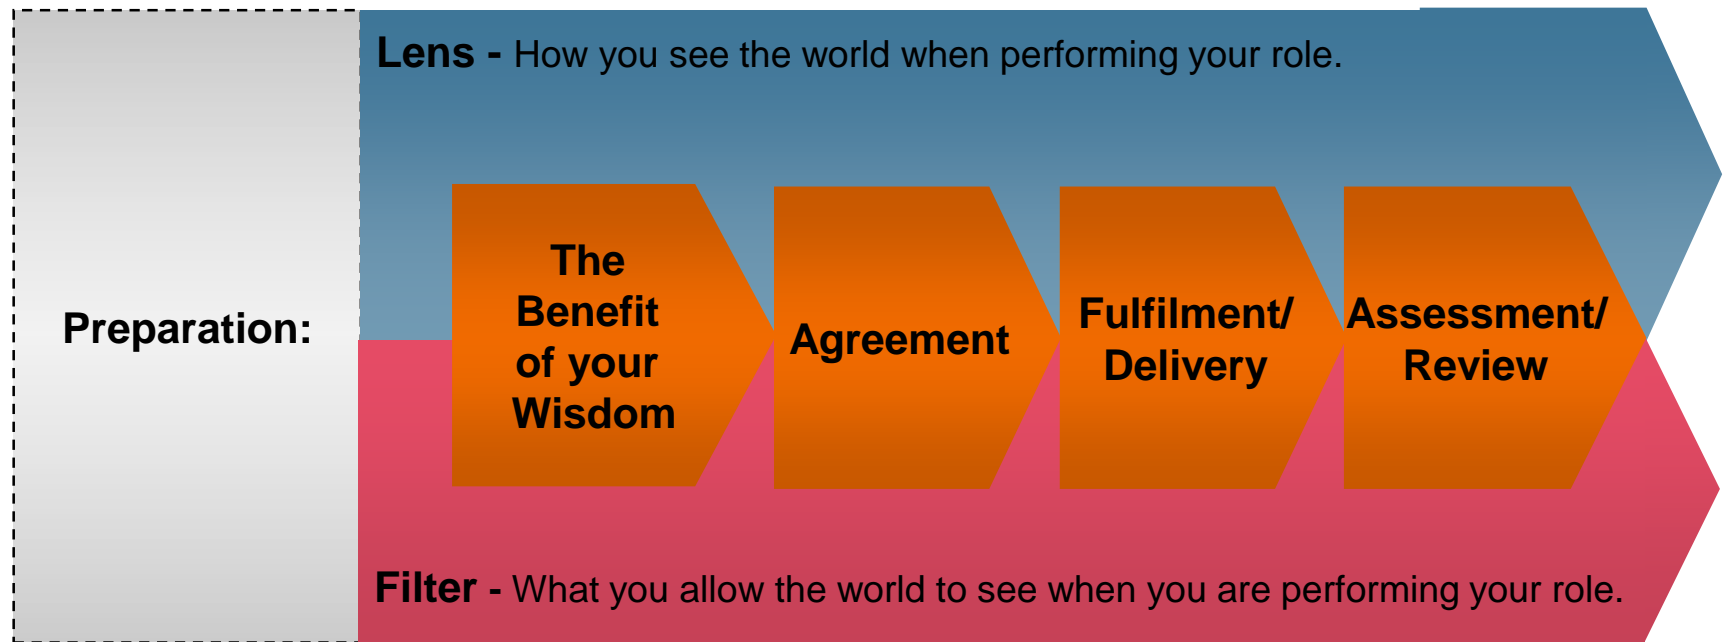 Lens - How you see the world when performing your role.
Preparation:
The
Benefit
of your
Wisdom
Agreement
Fulfilment/
Delivery
Assessment/
Review
Filter - What you allow the world to see when you are performing your role.